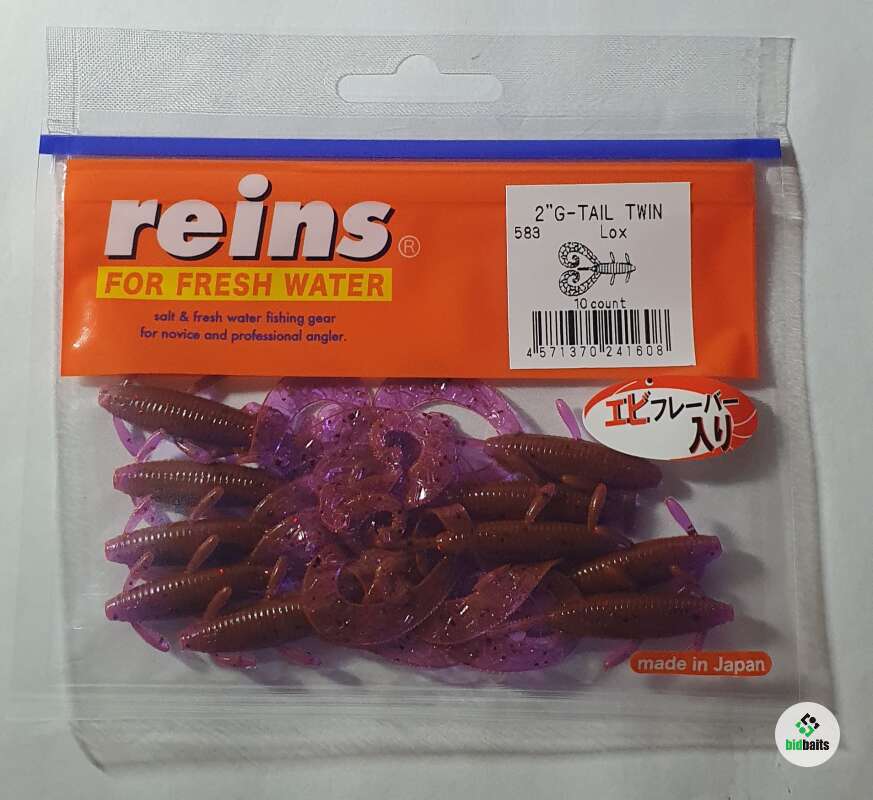 reins®
FOR FRESH WATER
salt & fresh water fishing gear
for novice and professional angler.
2"G-TAIL TWIN
583 Lox
10 count
4 571370 241608
エビフレーバー
入り
made in Japan
bidbaits